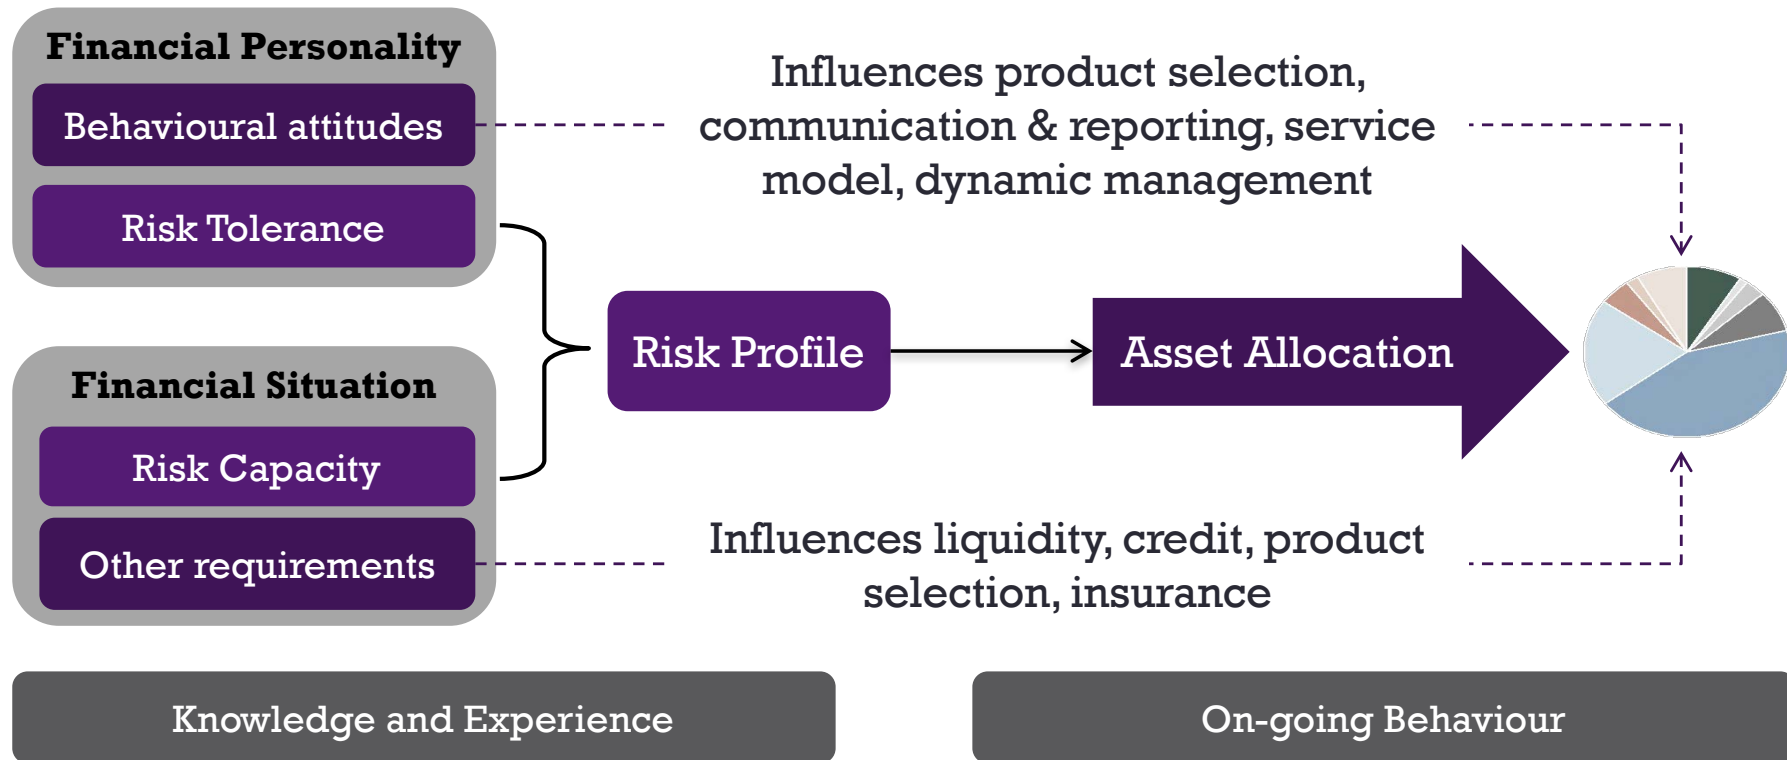 Financial Personality
Behavioural attitudes
Risk Tolerance
Influences product selection,
communication & reporting, service
model, dynamic management
Risk Profile
Asset Allocation
Financial Situation
Risk Capacity
Other requirements
Influences liquidity, credit, product
selection, insurance
Knowledge and Experience
On-going Behaviour